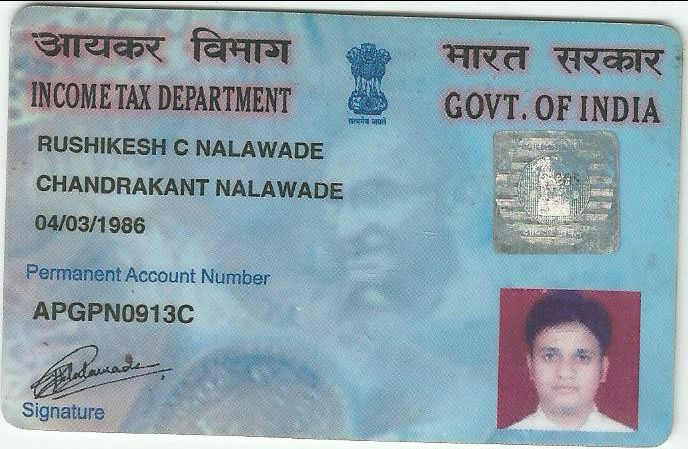 आयकर विभाग
भारत सरकार
INCOME TAX DEPARTMENT
GOVT. OF INDIA
सत्यमेव जयते
RUSHIKESH C NALAWADE
CHANDRAKANT NALAWADE
04/03/1986
Permanent Account Number
APGPN0913C
Nalawade
Signature